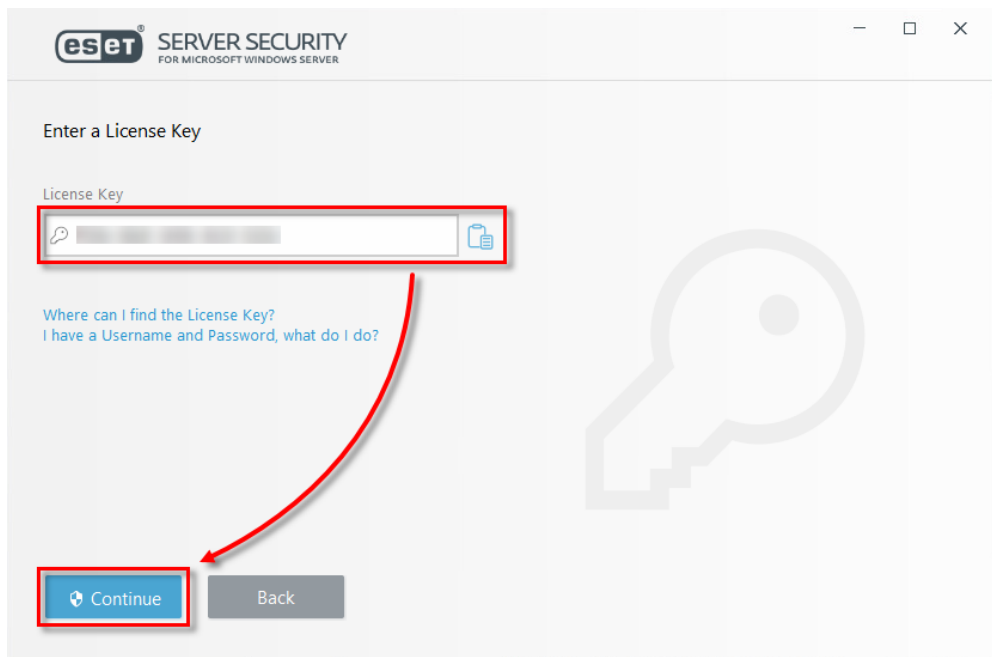 eset® SERVER SECURITY
FOR MICROSOFT WINDOWS SERVER
Enter a License Key
License Key
Where can I find the License Key?
I have a Username and Password, what do I do?
Continue
Back